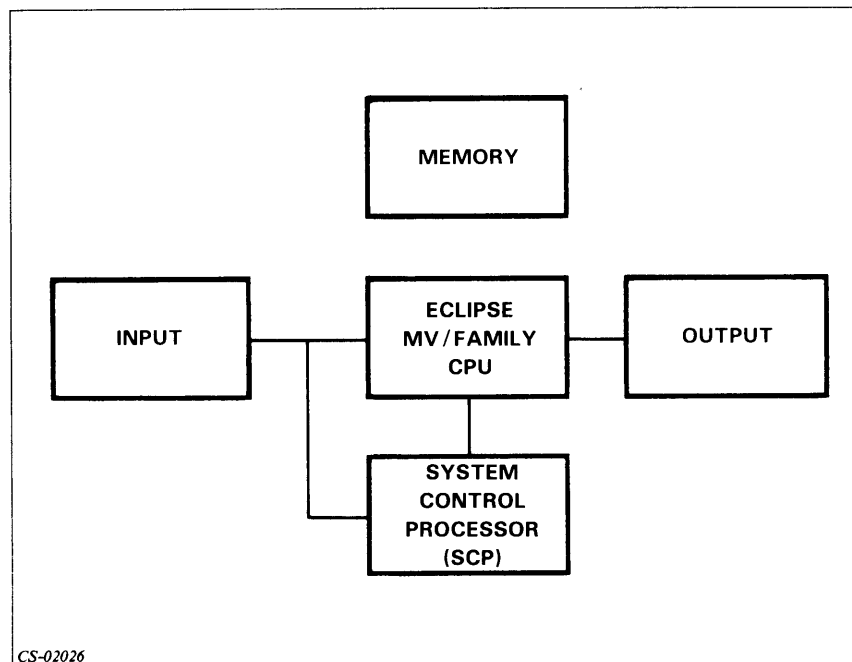 MEMORY
INPUT
ECLIPSE
MV/FAMILY
CPU
OUTPUT
SYSTEM
CONTROL
PROCESSOR
(SCP)
CS-02026